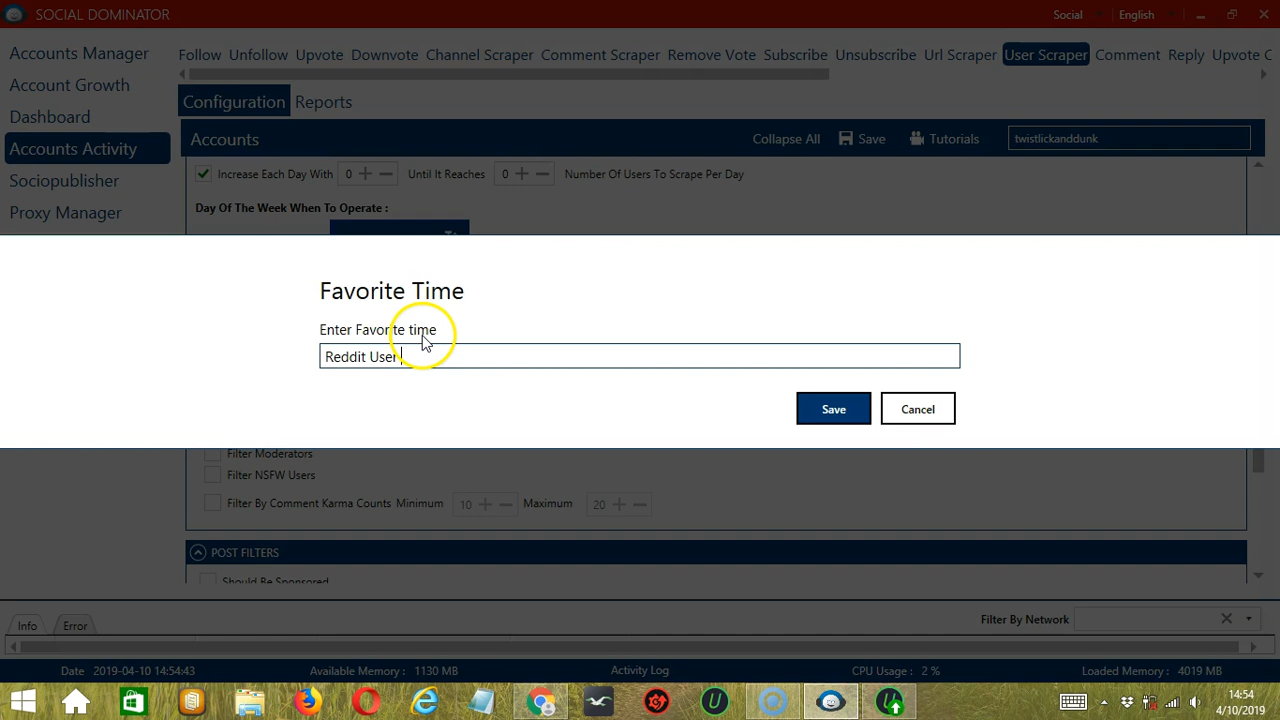 SOCIAL DOMINATOR
Social
English
Accounts Manager
Account Growth
Dashboard
Accounts Activity
Sociopublisher
Proxy Manager
Follow Unfollow Upvote Downvote Channel Scraper Comment Scraper Remove Vote Subscribe Unsubscribe Url Scraper User Scraper Comment Reply Upvote C
Configuration Reports
Accounts
Collapse All Save Tutorials twistlickanddunk
Increase Each Day With 0 + − Until It Reaches 0 + − Number Of Users To Scrape Per Day
Day Of The Week When To Operate :
Favorite Time
Enter Favorite time
Reddit User
Save Cancel
Filter Moderators
Filter NSFW Users
Filter By Comment Karma Counts Minimum 10 + − Maximum 20 + −
POST FILTERS
Should Be Sponsored
Info Error
Filter By Network
Date 2019-04-10 14:54:43 Available Memory : 1130 MB Activity Log CPU Usage : 2 % Loaded Memory : 4019 MB
14:54
4/10/2019